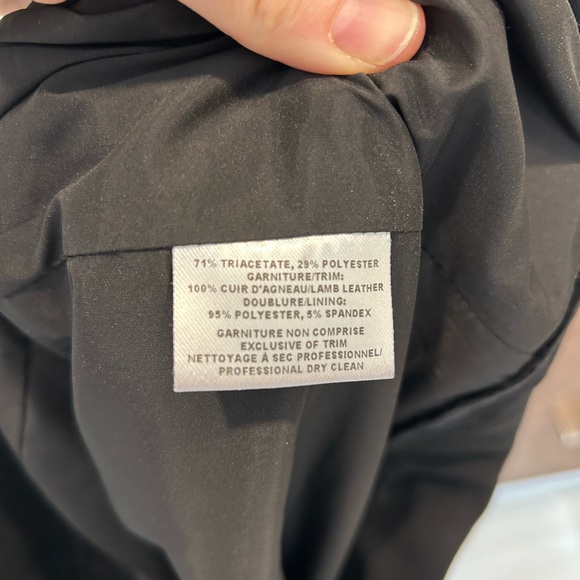 71% TRIACETATE, 29% POLYESTER
GARNITURE/TRIM:
100% CUIR D'AGNEAU/LAMB LEATHER
DOUBLURE/LINING:
95% POLYESTER, 5% SPANDEX
GARNITURE NON COMPRISE
EXCLUSIVE OF TRIM
NETTOYAGE À SEC PROFESSIONNEL/
PROFESSIONAL DRY CLEAN